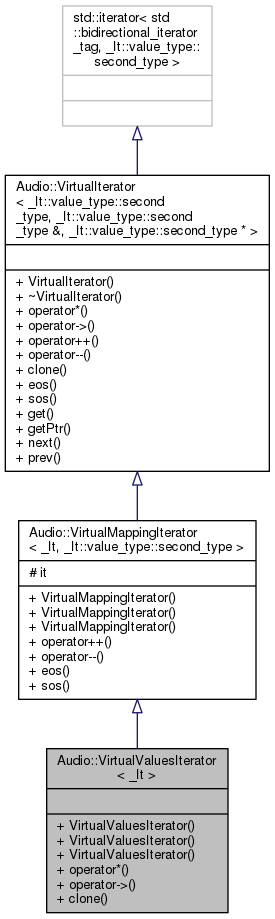 std::iterator< std
::bidirectional_iterator
_tag, _It::value_type::
second_type >
Audio::VirtualIterator
< _It::value_type::second
_type, _It::value_type::second
_type &, _It::value_type::second_type * >
+ VirtualIterator()
+ ~VirtualIterator()
+ operator*()
+ operator->()
+ operator++()
+ operator--()
+ clone()
+ eos()
+ sos()
+ get()
+ getPtr()
+ next()
+ prev()
Audio::VirtualMappingIterator
< _It, _It::value_type::second_type >
# it
+ VirtualMappingIterator()
+ VirtualMappingIterator()
+ VirtualMappingIterator()
+ operator++()
+ operator--()
+ eos()
+ sos()
Audio::VirtualValuesIterator
< _It >
+ VirtualValuesIterator()
+ VirtualValuesIterator()
+ VirtualValuesIterator()
+ operator*()
+ operator->()
+ clone()